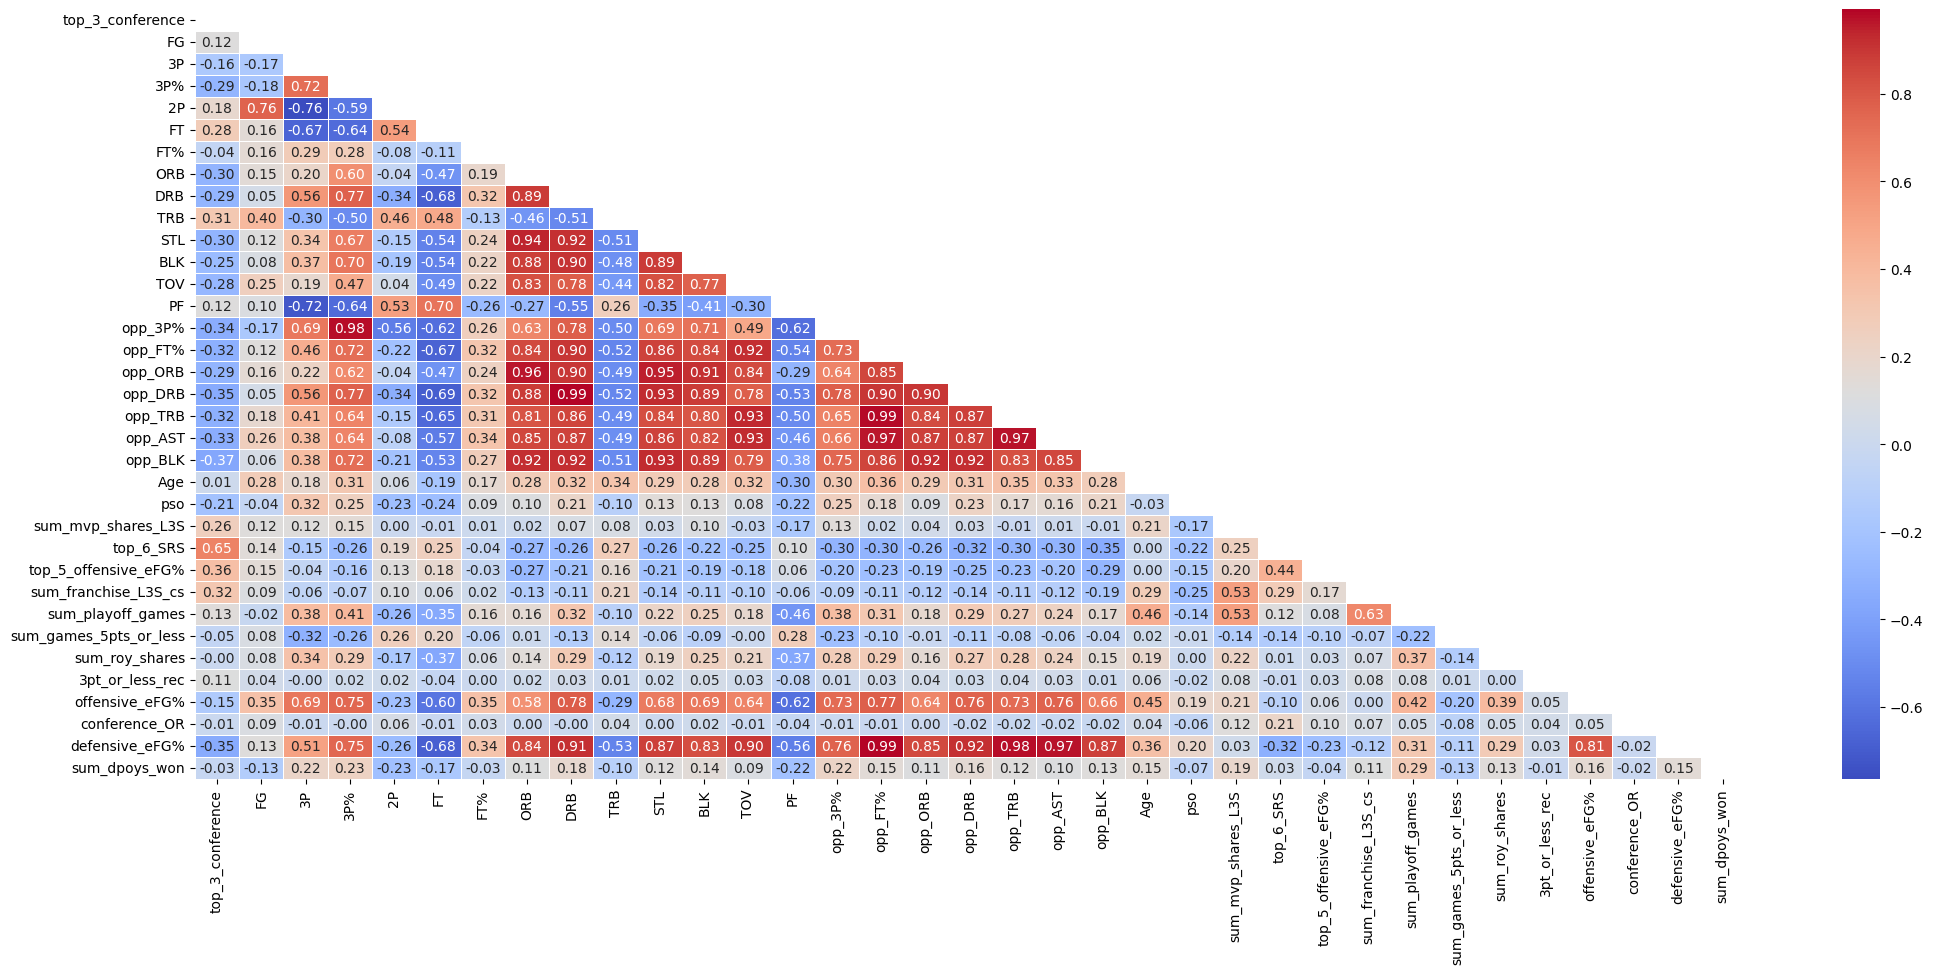 top_3_conference
FG 0.12
3P -0.16 -0.17
3P% -0.29 -0.18 0.72
2P 0.18 0.76 -0.76 -0.59
FT 0.28 0.16 -0.67 -0.64 0.54
FT% -0.04 0.16 0.29 0.28 -0.08 -0.11
ORB -0.30 0.15 0.20 0.60 -0.04 -0.47 0.19
DRB -0.29 0.05 0.56 0.77 -0.34 -0.68 0.32 0.89
TRB 0.31 0.40 -0.30 -0.50 0.46 0.48 -0.13 -0.46 -0.51
STL -0.30 0.12 0.34 0.67 -0.15 -0.54 0.24 0.94 0.92 -0.51
BLK -0.25 0.08 0.37 0.70 -0.19 -0.54 0.22 0.88 0.90 -0.48 0.89
TOV -0.28 0.25 0.19 0.47 0.04 -0.49 0.22 0.83 0.78 -0.44 0.82 0.77
PF 0.12 0.10 -0.72 -0.64 0.53 0.70 -0.26 -0.27 -0.55 0.26 -0.35 -0.41 -0.30
opp_3P% -0.34 -0.17 0.69 0.98 -0.56 -0.62 0.26 0.63 0.78 -0.50 0.69 0.71 0.49 -0.62
opp_FT% -0.32 0.12 0.46 0.72 -0.22 -0.67 0.32 0.84 0.90 -0.52 0.86 0.84 0.92 -0.54 0.73
opp_ORB -0.29 0.16 0.22 0.62 -0.04 -0.47 0.24 0.96 0.90 -0.49 0.95 0.91 0.84 -0.29 0.64 0.85
opp_DRB -0.35 0.05 0.56 0.77 -0.34 -0.69 0.32 0.88 0.99 -0.52 0.93 0.89 0.78 -0.53 0.78 0.90 0.90
opp_TRB -0.32 0.18 0.41 0.64 -0.15 -0.65 0.31 0.81 0.86 -0.49 0.84 0.80 0.93 -0.50 0.65 0.99 0.84 0.87
opp_AST -0.33 0.26 0.38 0.64 -0.08 -0.57 0.34 0.85 0.87 -0.49 0.86 0.82 0.93 -0.46 0.66 0.97 0.87 0.87 0.97
opp_BLK -0.37 0.06 0.38 0.72 -0.21 -0.53 0.27 0.92 0.92 -0.51 0.93 0.89 0.79 -0.38 0.75 0.86 0.92 0.92 0.83 0.85
Age 0.01 0.28 0.18 0.31 0.06 -0.19 0.17 0.28 0.32 0.34 0.29 0.28 0.32 -0.30 0.30 0.36 0.29 0.31 0.35 0.33 0.28
pso -0.21 -0.04 0.32 0.25 -0.23 -0.24 0.09 0.10 0.21 -0.10 0.13 0.13 0.08 -0.22 0.25 0.18 0.09 0.23 0.17 0.16 0.21 -0.03
sum_mvp_shares_L3S 0.26 0.12 0.12 0.15 0.00 -0.01 0.01 0.02 0.07 0.08 0.03 0.10 -0.03 -0.17 0.13 0.02 0.04 0.03 -0.01 0.01 -0.01 0.21 -0.17
top_6_SRS 0.65 0.14 -0.15 -0.26 0.19 0.25 -0.04 -0.27 -0.26 0.27 -0.26 -0.22 -0.25 0.10 -0.30 -0.30 -0.26 -0.32 -0.30 -0.30 -0.35 0.00 -0.22 0.25
top_5_offensive_eFG% 0.36 0.15 -0.04 -0.16 0.13 0.18 -0.03 -0.27 -0.21 0.16 -0.21 -0.19 -0.18 0.06 -0.20 -0.23 -0.19 -0.25 -0.23 -0.20 -0.29 0.00 -0.15 0.20 0.44
sum_franchise_L3S_cs 0.32 0.09 -0.06 -0.07 0.10 0.06 0.02 -0.13 -0.11 0.21 -0.14 -0.11 -0.10 -0.06 -0.09 -0.11 -0.12 -0.14 -0.11 -0.12 -0.19 0.29 -0.25 0.53 0.29 0.17
sum_playoff_games 0.13 -0.02 0.38 0.41 -0.26 -0.35 0.16 0.16 0.32 -0.10 0.22 0.25 0.18 -0.46 0.38 0.31 0.18 0.29 0.27 0.24 0.17 0.46 -0.14 0.53 0.12 0.08 0.63
sum_games_5pts_or_less -0.05 0.08 -0.32 -0.26 0.26 0.20 -0.06 0.01 -0.13 0.14 -0.06 -0.09 -0.00 0.28 -0.23 -0.10 -0.01 -0.11 -0.08 -0.06 -0.04 0.02 -0.01 -0.14 -0.14 -0.10 -0.07 -0.22
sum_roy_shares -0.00 0.08 0.34 0.29 -0.17 -0.37 0.06 0.14 0.29 -0.12 0.19 0.25 0.21 -0.37 0.28 0.29 0.16 0.27 0.28 0.24 0.15 0.19 0.00 0.22 0.01 0.03 0.07 0.37 -0.14
3pt_or_less_rec 0.11 0.04 -0.00 0.02 0.02 -0.04 0.00 0.02 0.03 0.01 0.02 0.05 0.03 -0.08 0.01 0.03 0.04 0.03 0.04 0.03 0.01 0.06 -0.02 0.08 -0.01 0.03 0.08 0.08 0.01 0.00
offensive_eFG% -0.15 0.35 0.69 0.75 -0.23 -0.60 0.35 0.58 0.78 -0.29 0.68 0.69 0.64 -0.62 0.73 0.77 0.64 0.76 0.73 0.76 0.66 0.45 0.19 0.21 -0.10 0.06 0.00 0.42 -0.20 0.39 0.05
conference_OR -0.01 0.09 -0.01 -0.00 0.06 -0.01 0.03 0.00 -0.00 0.04 0.00 0.02 -0.01 -0.04 -0.01 -0.01 0.00 -0.02 -0.02 -0.02 -0.02 0.04 -0.06 0.12 0.21 0.10 0.07 0.05 -0.08 0.05 0.04 0.05
defensive_eFG% -0.35 0.13 0.51 0.75 -0.26 -0.68 0.34 0.84 0.91 -0.53 0.87 0.83 0.90 -0.56 0.76 0.99 0.85 0.92 0.98 0.97 0.87 0.36 0.20 0.03 -0.32 -0.23 -0.12 0.31 -0.11 0.29 0.03 0.81 -0.02
sum_dpoys_won -0.03 -0.13 0.22 0.23 -0.23 -0.17 -0.03 0.11 0.18 -0.10 0.12 0.14 0.09 -0.22 0.22 0.15 0.11 0.16 0.12 0.10 0.13 0.15 -0.07 0.19 0.03 -0.04 0.11 0.29 -0.13 0.13 -0.01 0.16 -0.02 0.15
top_3_conference
FG
3P
3P%
2P
FT
FT%
ORB
DRB
TRB
STL
BLK
TOV
PF
opp_3P%
opp_FT%
opp_ORB
opp_DRB
opp_TRB
opp_AST
opp_BLK
Age
pso
sum_mvp_shares_L3S
top_6_SRS
top_5_offensive_eFG%
sum_franchise_L3S_cs
sum_playoff_games
sum_games_5pts_or_less
sum_roy_shares
3pt_or_less_rec
offensive_eFG%
conference_OR
defensive_eFG%
sum_dpoys_won
0.8
0.6
0.4
0.2
0.0
-0.2
-0.4
-0.6